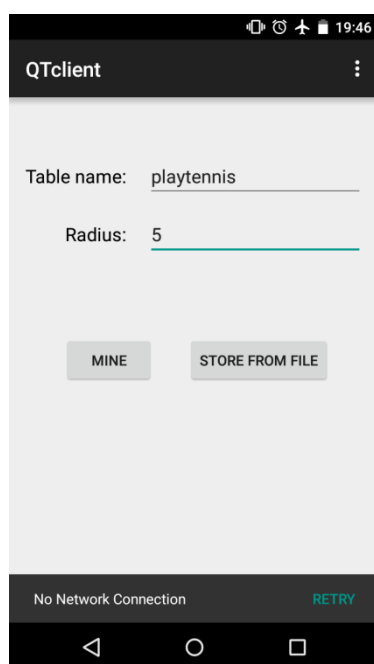 19:46
QTclient
Table name: playtennis
Radius: 5
MINE STORE FROM FILE
No Network Connection RETRY